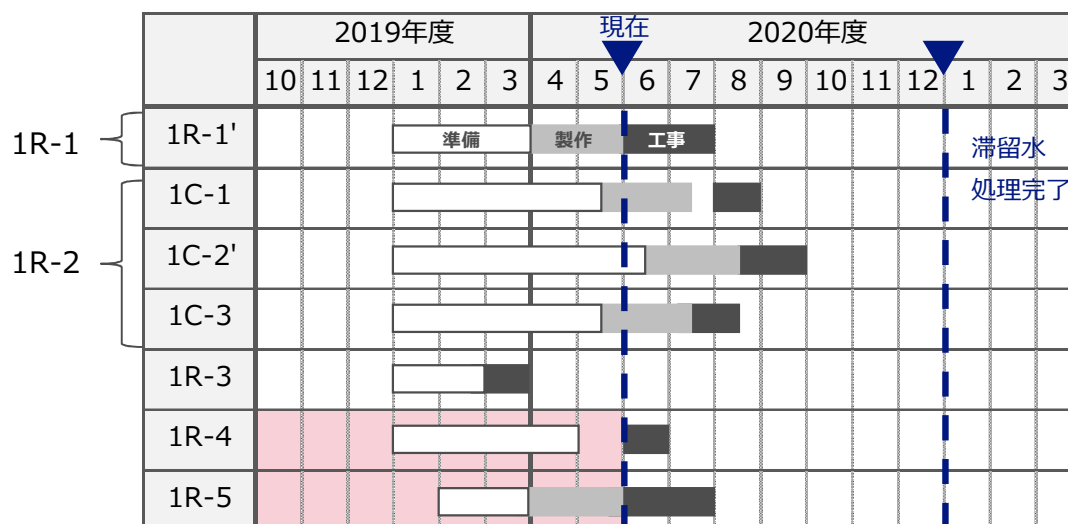 2019年度 現在 2020年度
10 11 12 1 2 3 4 5 6 7 8 9 10 11 12 1 2 3
1R-1 1R-1' 準備 製作 工事 滞留水
処理完了
1C-1
1R-2 1C-2'
1C-3
1R-3
1R-4
1R-5